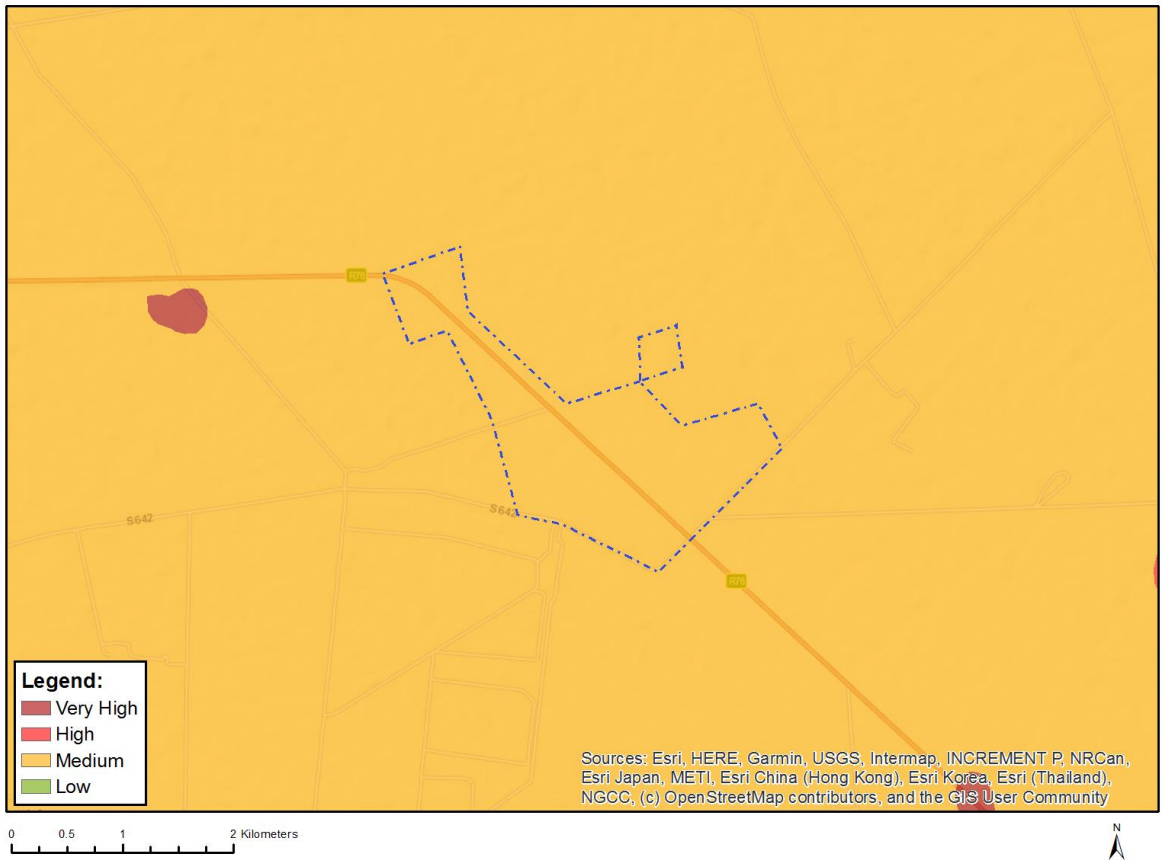 R76
S642
S642
R76
Legend:
Very High
High
Medium
Low
Sources: Esri, HERE, Garmin, USGS, Intermap, INCREMENT P, NRCan,
Esri Japan, METI, Esri China (Hong Kong), Esri Korea, Esri (Thailand),
NGCC, (c) OpenStreetMap contributors, and the GIS User Community
0 0.5 1 2 Kilometers
N